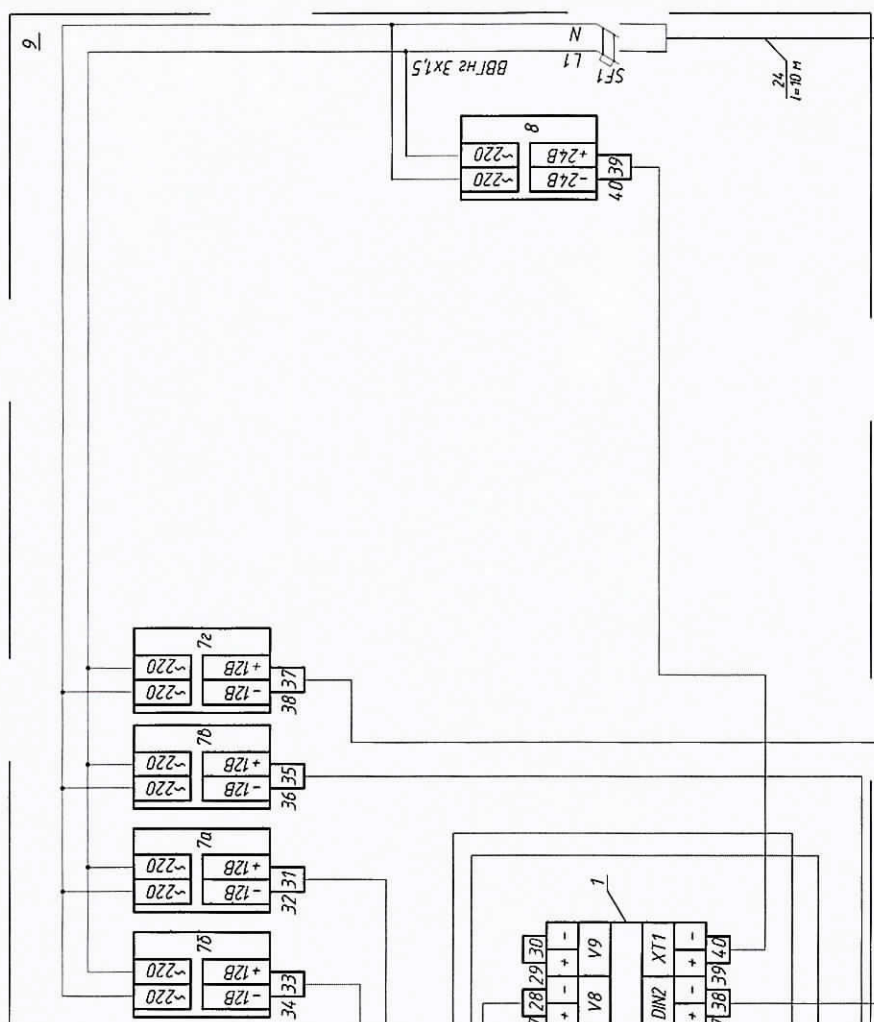 9
N
L1
SF1
ВВГнг 3х1,5
24
l=10 м
8
~220
+24В
39
~220
-24В
40
7г
~220
+12В
37
~220
-12В
38
7в
~220
+12В
35
~220
-12В
36
7а
~220
+12В
31
~220
-12В
32
7б
~220
+12В
33
~220
-12В
34
1
30
-
V9
XT1
-
40
29
+
+
39
28
-
V8
DIN2
-
38
+
+